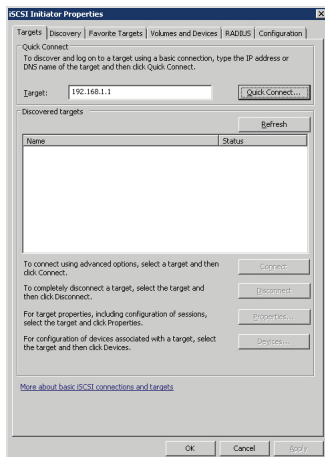 iSCSI Initiator Properties
Targets Discovery Favorite Targets Volumes and Devices RADIUS Configuration
Quick Connect
To discover and log on to a target using a basic connection, type the IP address or
DNS name of the target and then click Quick Connect.
Target: 192.168.1.1 Quick Connect...
Discovered targets
Refresh
Name Status
To connect using advanced options, select a target and then
click Connect.
Connect
To completely disconnect a target, select the target and
then click Disconnect.
Disconnect
For target properties, including configuration of sessions,
select the target and click Properties.
Properties...
For configuration of devices associated with a target, select
the target and then click Devices.
Devices...
More about basic iSCSI connections and targets
OK Cancel Apply